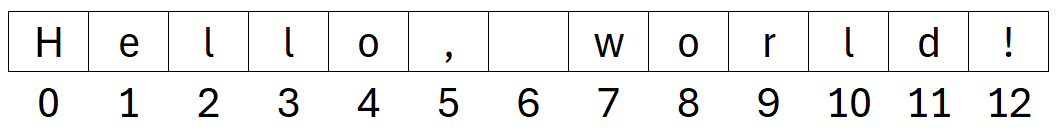 H e l l o ,   w o r l d !
0 1 2 3 4 5 6 7 8 9 10 11 12